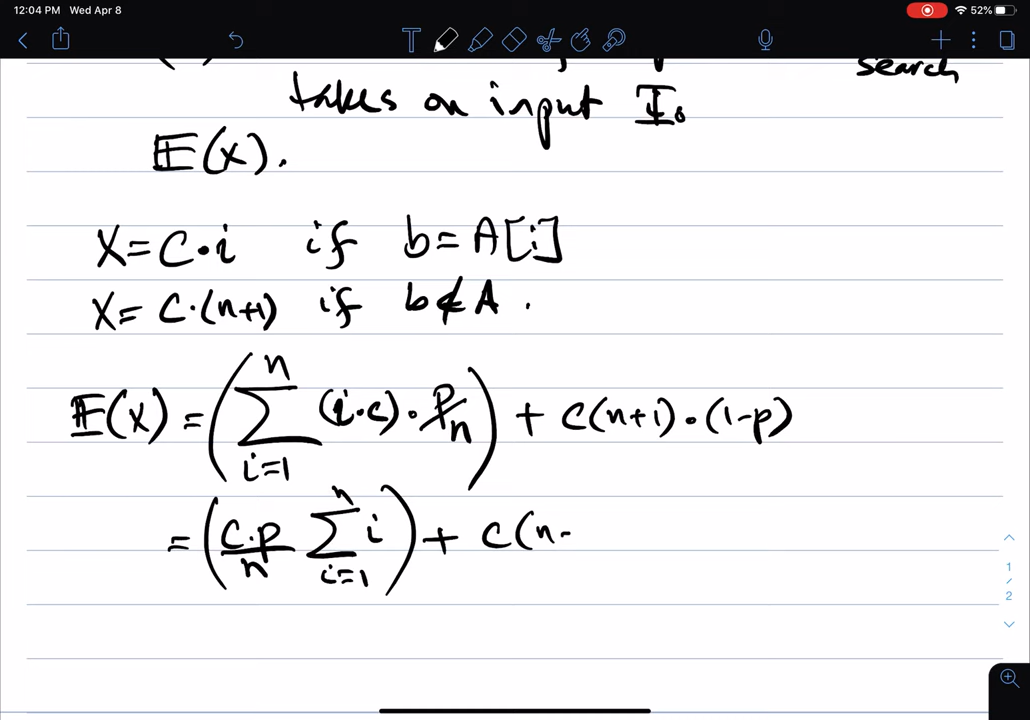 12:04 PM Wed Apr 8
52%
search
takes on input I₀
𝔼(x).
X = C·i if b = A[i]
X = C·(n+1) if b ∉ A.
𝔼(x) = (∑_{i=1}^{n} (i·c)·p/n) + c(n+1)·(1-p)
= (c·p/n ∑_{i=1}^{n} i) + c(n-
1/2